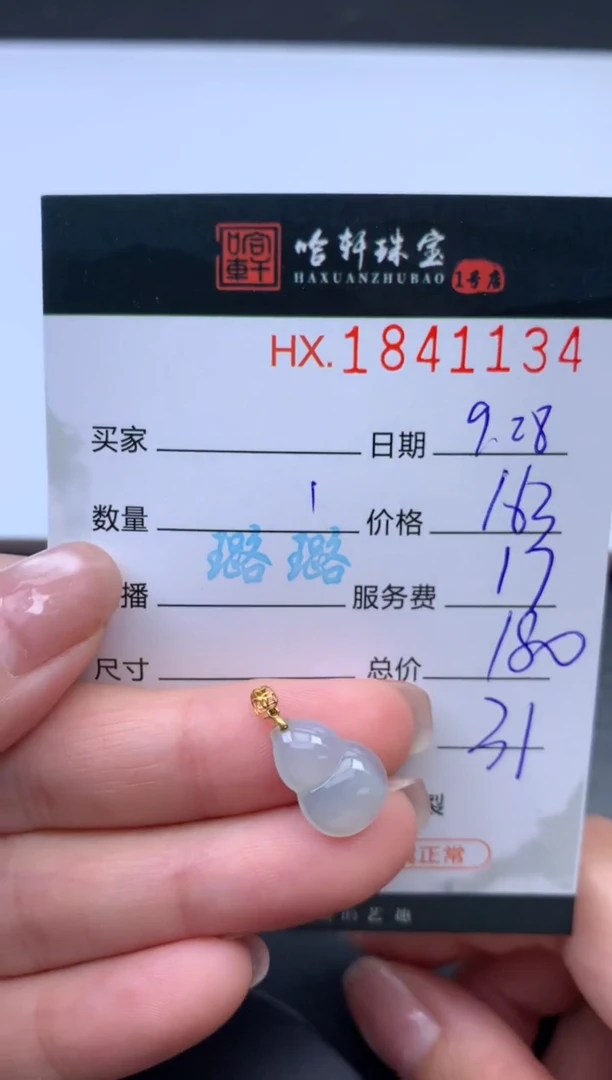 哈轩珠宝
HAXUANZHUBAO 1号店
HX.1841134
买家 日期 9.28
数量 1 价格 163
璐璐
播 服务费 17
尺寸 总价 180
31
正常